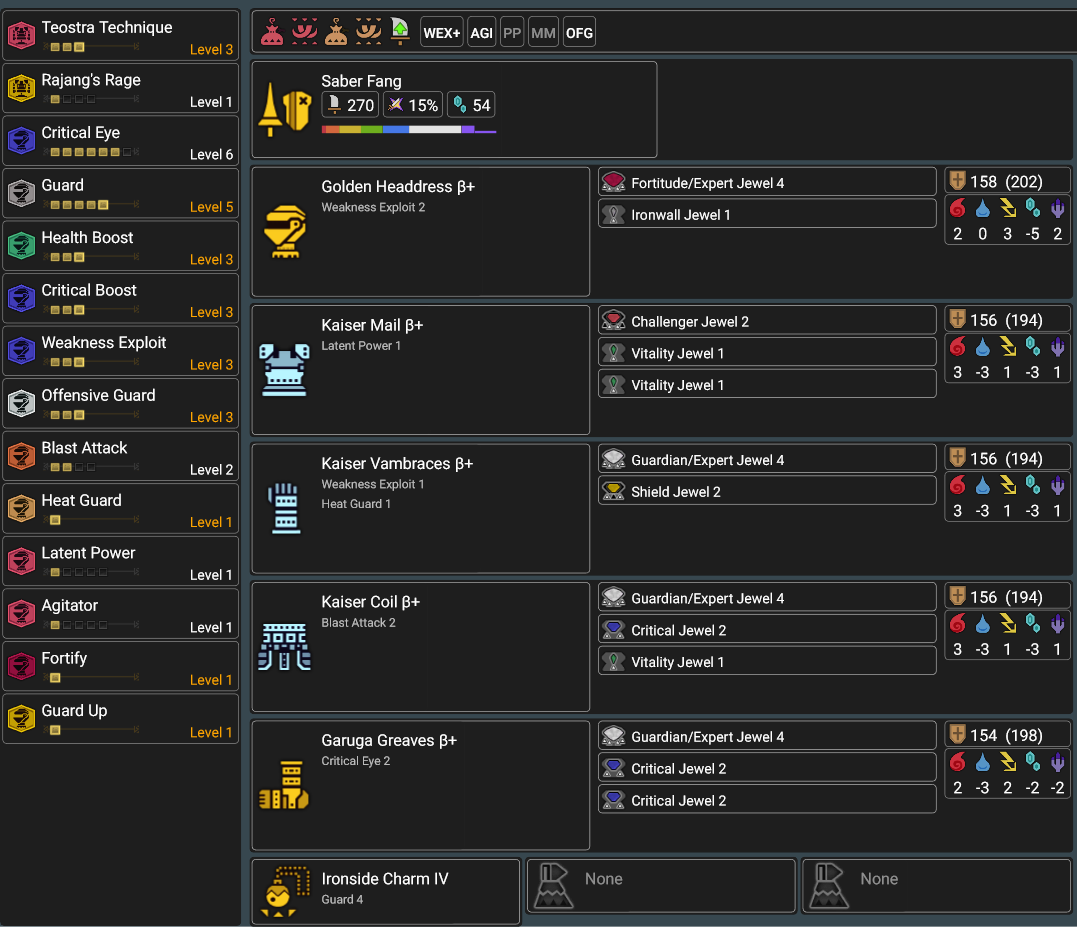 Teostra Technique
Level 3
Rajang's Rage
Level 1
Critical Eye
Level 6
Guard
Level 5
Health Boost
Level 3
Critical Boost
Level 3
Weakness Exploit
Level 3
Offensive Guard
Level 3
Blast Attack
Level 2
Heat Guard
Level 1
Latent Power
Level 1
Agitator
Level 1
Fortify
Level 1
Guard Up
Level 1
WEX+ AGI PP MM OFG
Saber Fang
270 15% 54
Golden Headdress β+
Weakness Exploit 2
Fortitude/Expert Jewel 4
Ironwall Jewel 1
158 (202)
2 0 3 -5 2
Kaiser Mail β+
Latent Power 1
Challenger Jewel 2
Vitality Jewel 1
Vitality Jewel 1
156 (194)
3 -3 1 -3 1
Kaiser Vambraces β+
Weakness Exploit 1
Heat Guard 1
Guardian/Expert Jewel 4
Shield Jewel 2
156 (194)
3 -3 1 -3 1
Kaiser Coil β+
Blast Attack 2
Guardian/Expert Jewel 4
Critical Jewel 2
Vitality Jewel 1
156 (194)
3 -3 1 -3 1
Garuga Greaves β+
Critical Eye 2
Guardian/Expert Jewel 4
Critical Jewel 2
Critical Jewel 2
154 (198)
2 -3 2 -2 -2
Ironside Charm IV
Guard 4
None
None